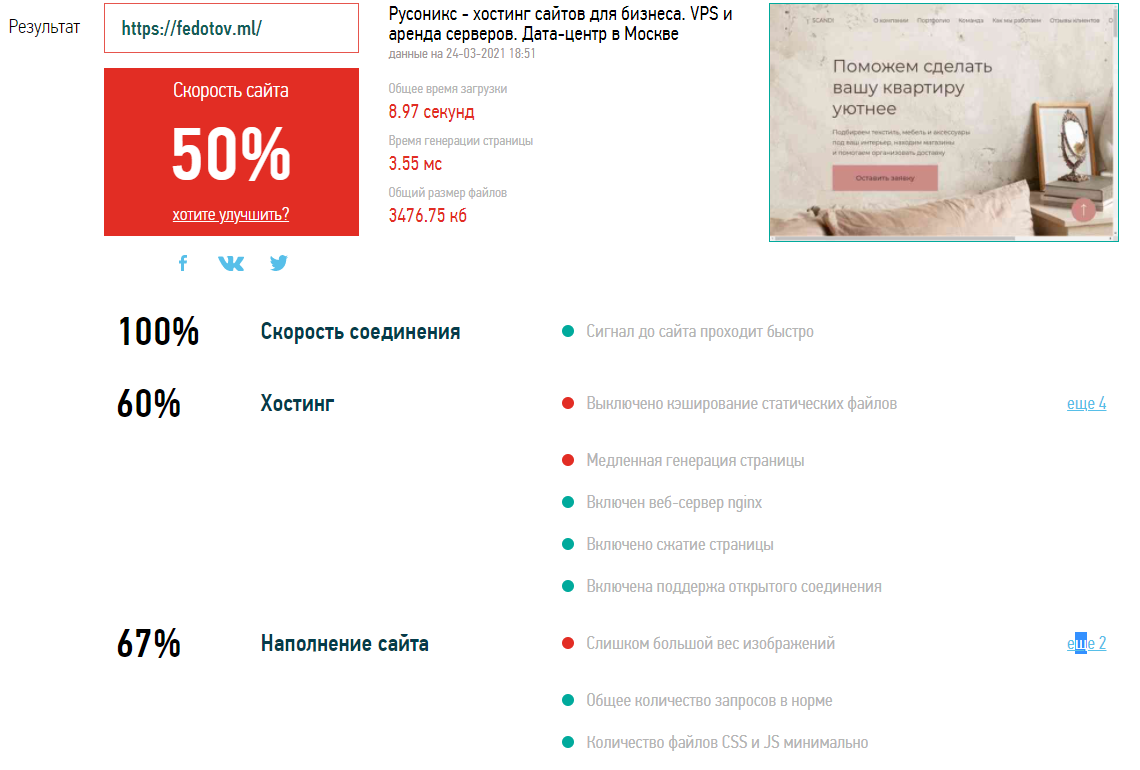 Результат
https://fedotov.ml/
Скорость сайта
50%
хотите улучшить?
Русоникс - хостинг сайтов для бизнеса. VPS и
аренда серверов. Дата-центр в Москве
данные на 24-03-2021 18:51
Общее время загрузки
8.97 секунд
Время генерации страницы
3.55 мс
Общий размер файлов
3476.75 кб
SCANDI О компании Портфолио Команда Как мы работаем Отзывы клиентов
Поможем сделать
вашу квартиру
уютнее
Подбираем текстиль, мебель и аксессуары
под ваш интерьер, находим магазины
и помогаем организовать доставку
Оставить заявку
100% Скорость соединения Сигнал до сайта проходит быстро
60% Хостинг Выключено кэширование статических файлов еще 4
Медленная генерация страницы
Включен веб-сервер nginx
Включено сжатие страницы
Включена поддержа открытого соединения
67% Наполнение сайта Слишком большой вес изображений еще 2
Общее количество запросов в норме
Количество файлов CSS и JS минимально